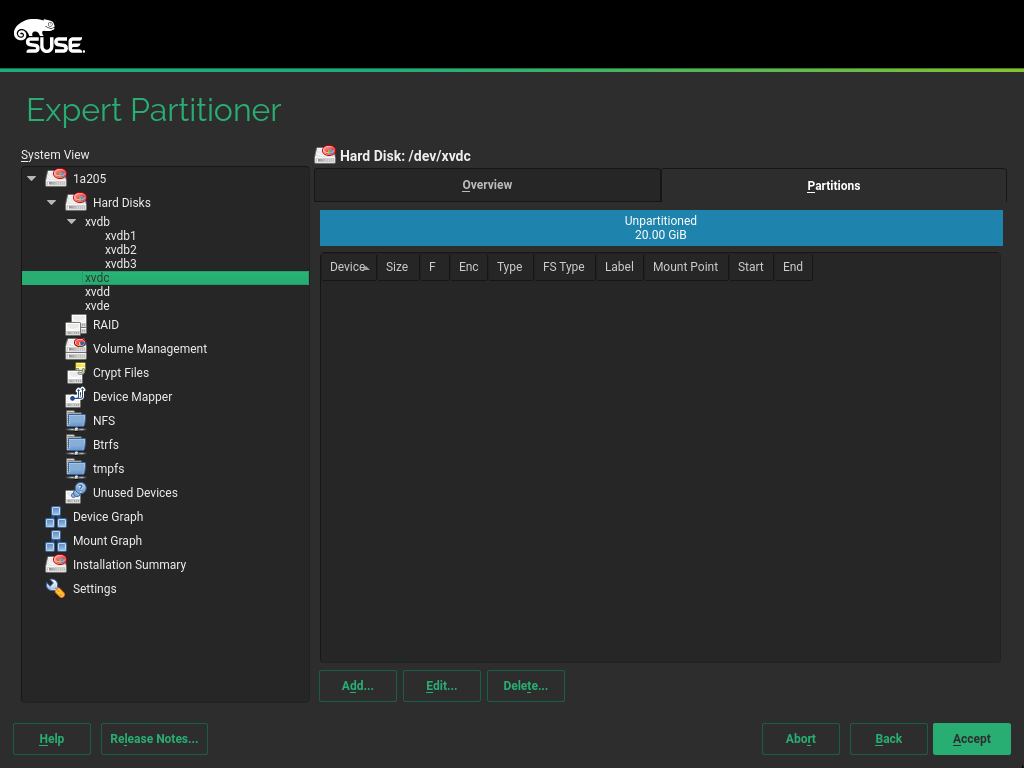 SUSE.
Expert Partitioner
System View
1a205
Hard Disks
xvdb
xvdb1
xvdb2
xvdb3
xvdc
xvdd
xvde
RAID
Volume Management
Crypt Files
Device Mapper
NFS
Btrfs
tmpfs
Unused Devices
Device Graph
Mount Graph
Installation Summary
Settings
Hard Disk: /dev/xvdc
Overview Partitions
Unpartitioned
20.00 GiB
Device Size F Enc Type FS Type Label Mount Point Start End
Add... Edit... Delete...
Help Release Notes... Abort Back Accept